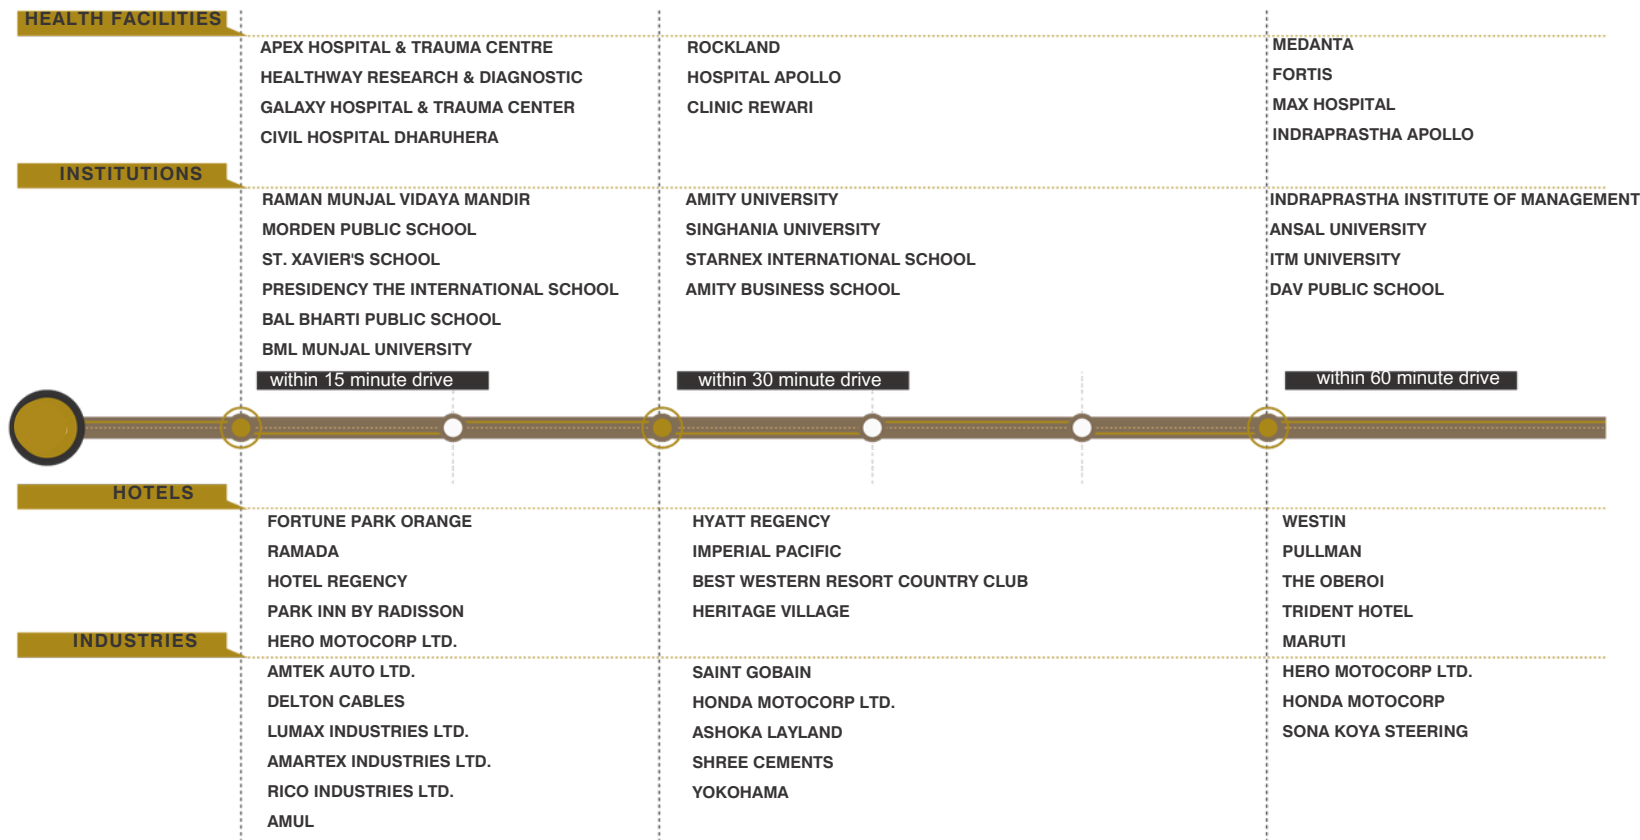 HEALTH FACILITIES
APEX HOSPITAL & TRAUMA CENTRE
HEALTHWAY RESEARCH & DIAGNOSTIC
GALAXY HOSPITAL & TRAUMA CENTER
CIVIL HOSPITAL DHARUHERA
ROCKLAND
HOSPITAL APOLLO
CLINIC REWARI
MEDANTA
FORTIS
MAX HOSPITAL
INDRAPRASTHA APOLLO
INSTITUTIONS
RAMAN MUNJAL VIDAYA MANDIR
MORDEN PUBLIC SCHOOL
ST. XAVIER'S SCHOOL
PRESIDENCY THE INTERNATIONAL SCHOOL
BAL BHARTI PUBLIC SCHOOL
BML MUNJAL UNIVERSITY
AMITY UNIVERSITY
SINGHANIA UNIVERSITY
STARNEX INTERNATIONAL SCHOOL
AMITY BUSINESS SCHOOL
INDRAPRASTHA INSTITUTE OF MANAGEMENT
ANSAL UNIVERSITY
ITM UNIVERSITY
DAV PUBLIC SCHOOL
within 15 minute drive
within 30 minute drive
within 60 minute drive
HOTELS
FORTUNE PARK ORANGE
RAMADA
HOTEL REGENCY
PARK INN BY RADISSON
HERO MOTOCORP LTD.
HYATT REGENCY
IMPERIAL PACIFIC
BEST WESTERN RESORT COUNTRY CLUB
HERITAGE VILLAGE
WESTIN
PULLMAN
THE OBEROI
TRIDENT HOTEL
MARUTI
INDUSTRIES
AMTEK AUTO LTD.
DELTON CABLES
LUMAX INDUSTRIES LTD.
AMARTEX INDUSTRIES LTD.
RICO INDUSTRIES LTD.
AMUL
SAINT GOBAIN
HONDA MOTOCORP LTD.
ASHOKA LAYLAND
SHREE CEMENTS
YOKOHAMA
HERO MOTOCORP LTD.
HONDA MOTOCORP
SONA KOYA STEERING